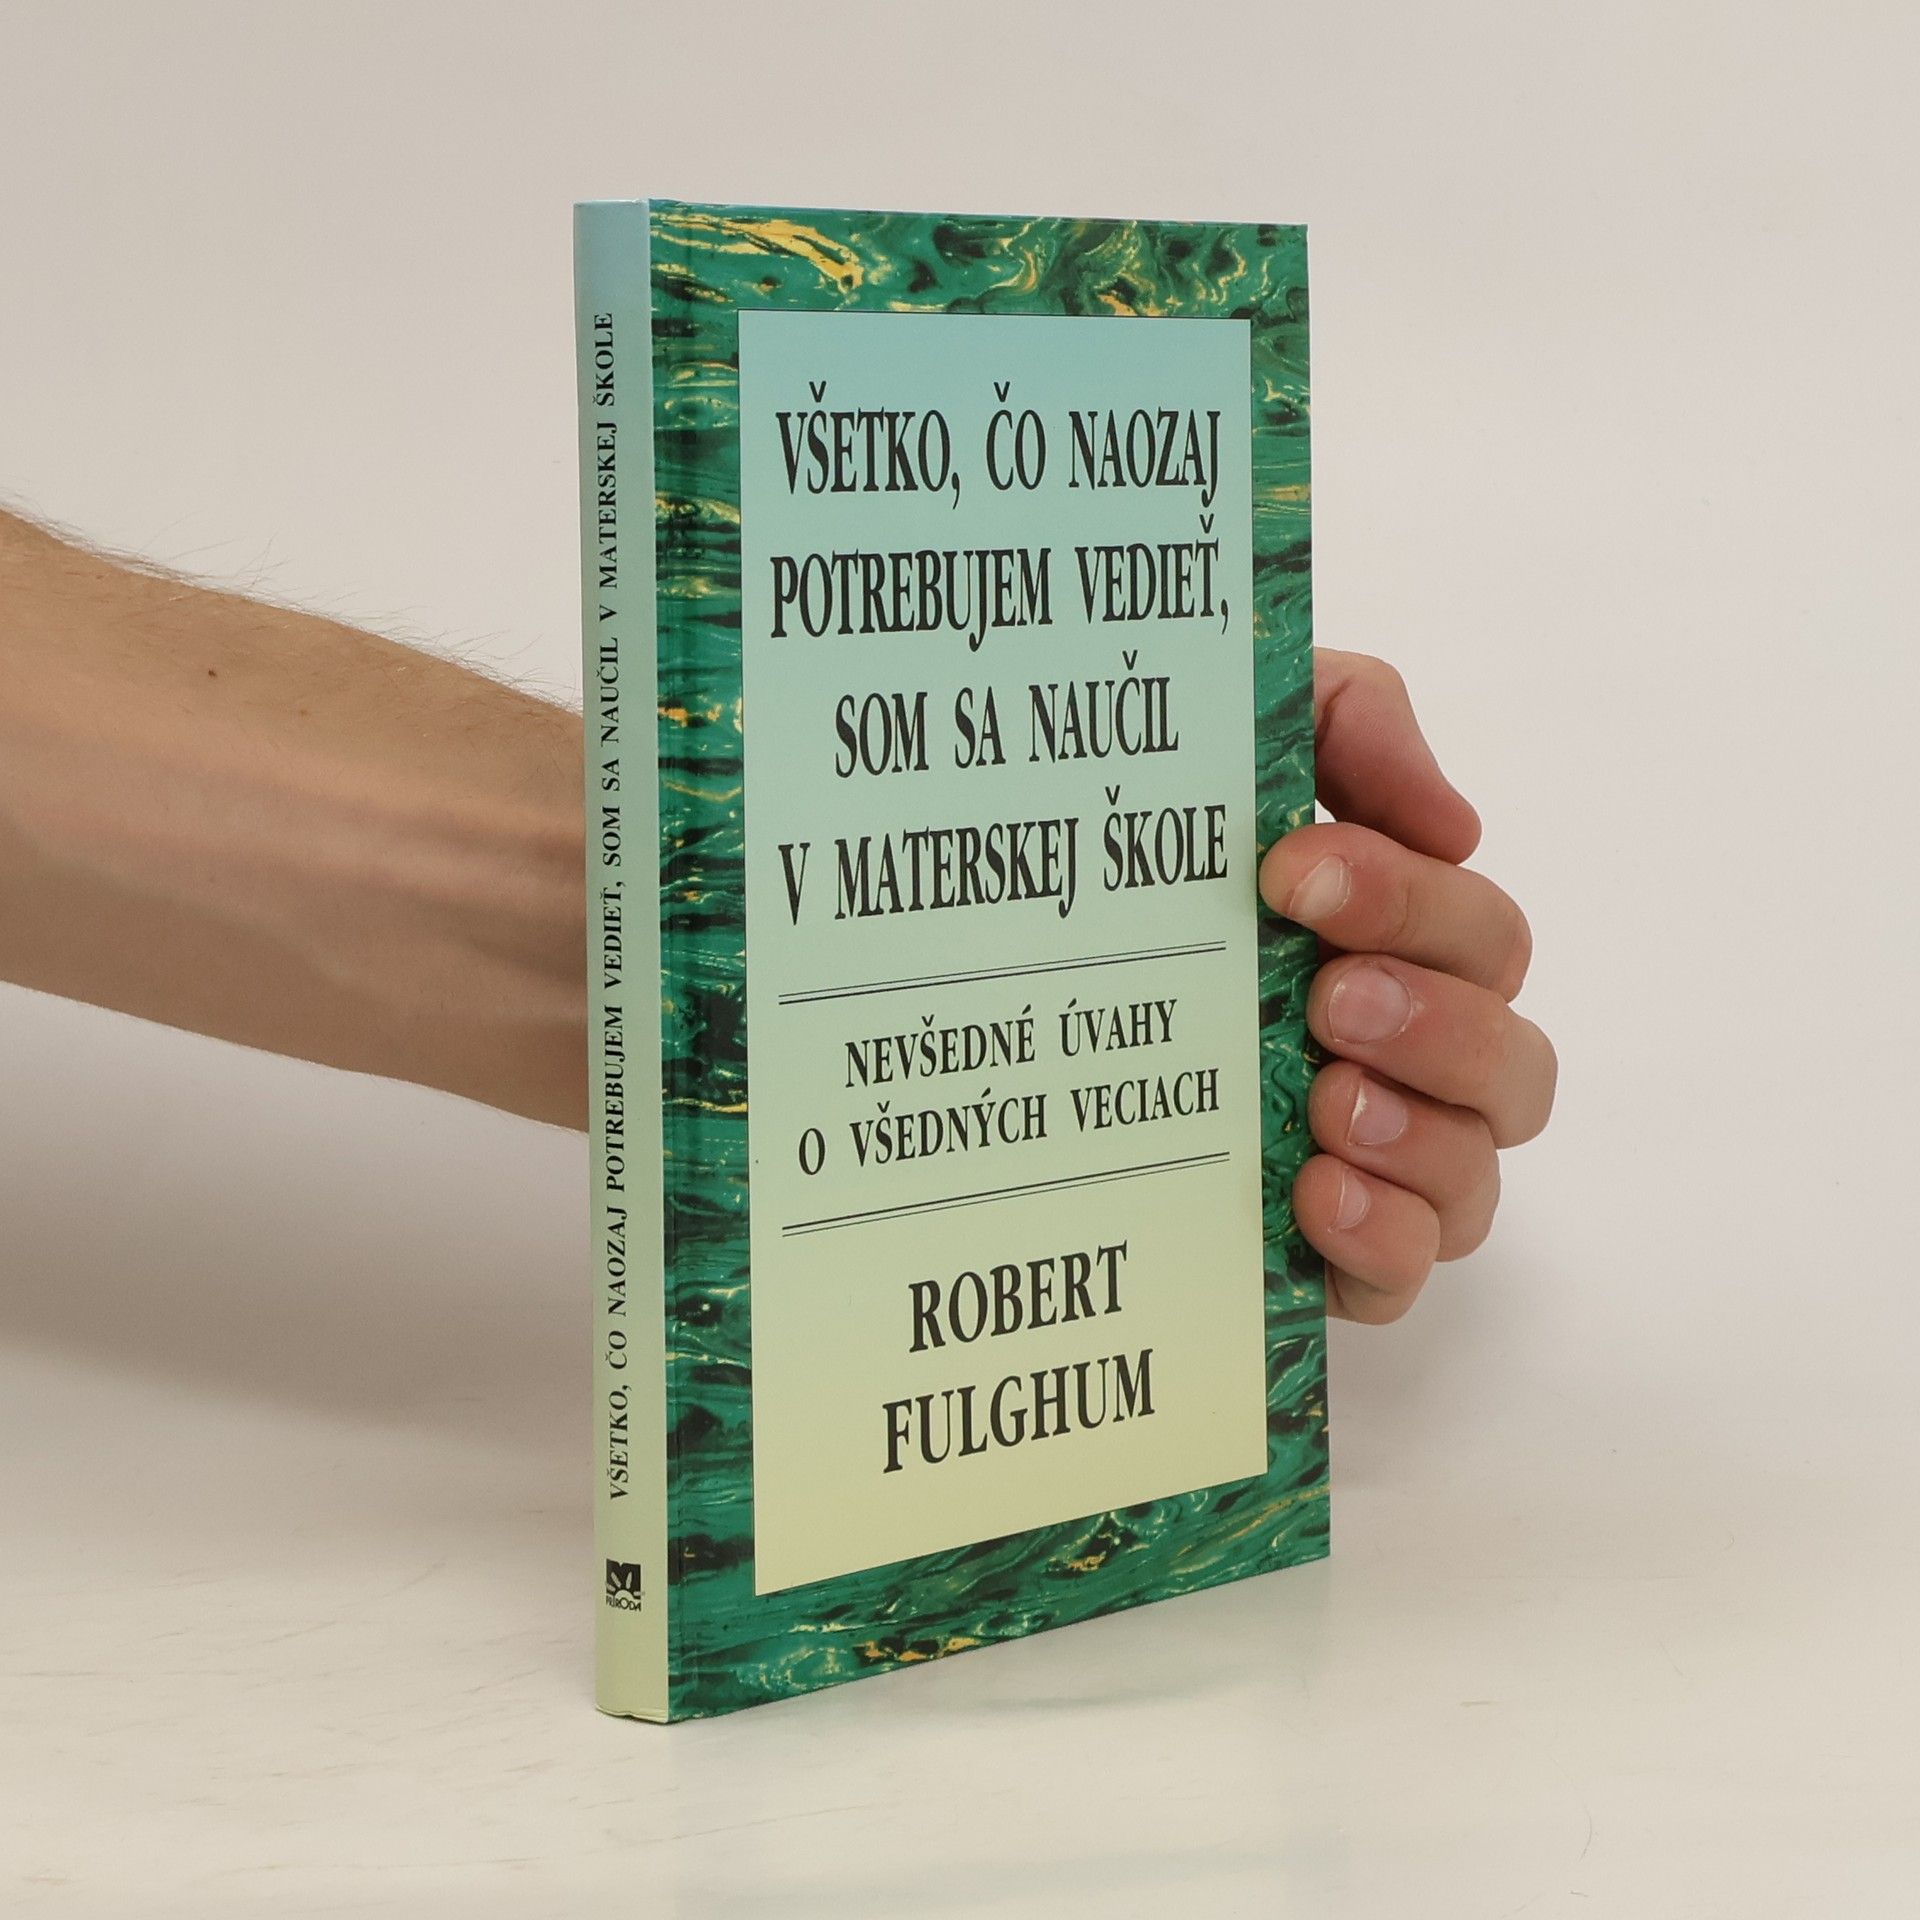 VŠETKO, ČO NAOZAJ POTREBUJEM VEDIEŤ, SOM SA NAUČIL V MATERSKEJ ŠKOLE
PRÍRODA
VŠETKO, ČO NAOZAJ
POTREBUJEM VEDIEŤ,
SOM SA NAUČIL
V MATERSKEJ ŠKOLE
NEVŠEDNÉ ÚVAHY
O VŠEDNÝCH VECIACH
ROBERT
FULGHUM